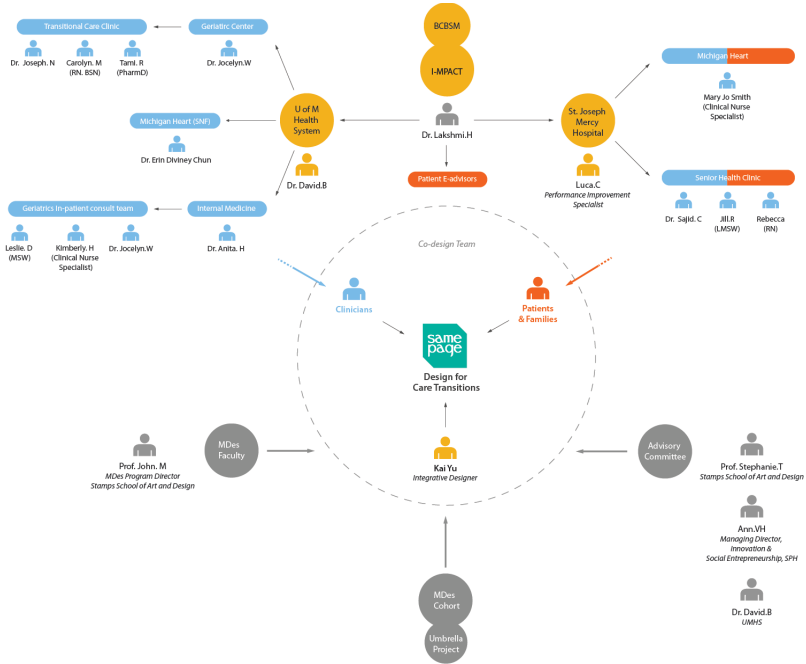 BCBSM
I-MPACT
Dr. Lakshmi.H
Patient E-advisors
Transitional Care Clinic
Geriatirc Center
Dr. Joseph. N
Carolyn. M
(RN. BSN)
Tami. R
(PharmD)
Dr. Jocelyn.W
U of M
Health
System
Dr. David.B
Michigan Heart (SNF)
Dr. Erin Diviney Chun
Geriatrics In-patient consult team
Internal Medicine
Leslie. D
(MSW)
Kimberly. H
(Clinical Nurse
Specialist)
Dr. Jocelyn.W
Dr. Anita. H
St. Joseph
Mercy
Hospital
Luca.C
Performance Improvement
Specialist
Michigan Heart
Mary Jo Smith
(Clinical Nurse
Specialist)
Senior Health Clinic
Dr. Sajid. C
Jill.R
(LMSW)
Rebecca
(RN)
Co-design Team
Clinicians
Patients
& Families
same
page
Design for
Care Transitions
Kai Yu
Integrative Designer
Prof. John. M
MDes Program Director
Stamps School of Art and Design
MDes
Faculty
Advisory
Committee
Prof. Stephanie.T
Stamps School of Art and Design
Ann.VH
Managing Director,
Innovation &
Social Entrepreneurship, SPH
Dr. David.B
UMHS
MDes
Cohort
Umbrella
Project